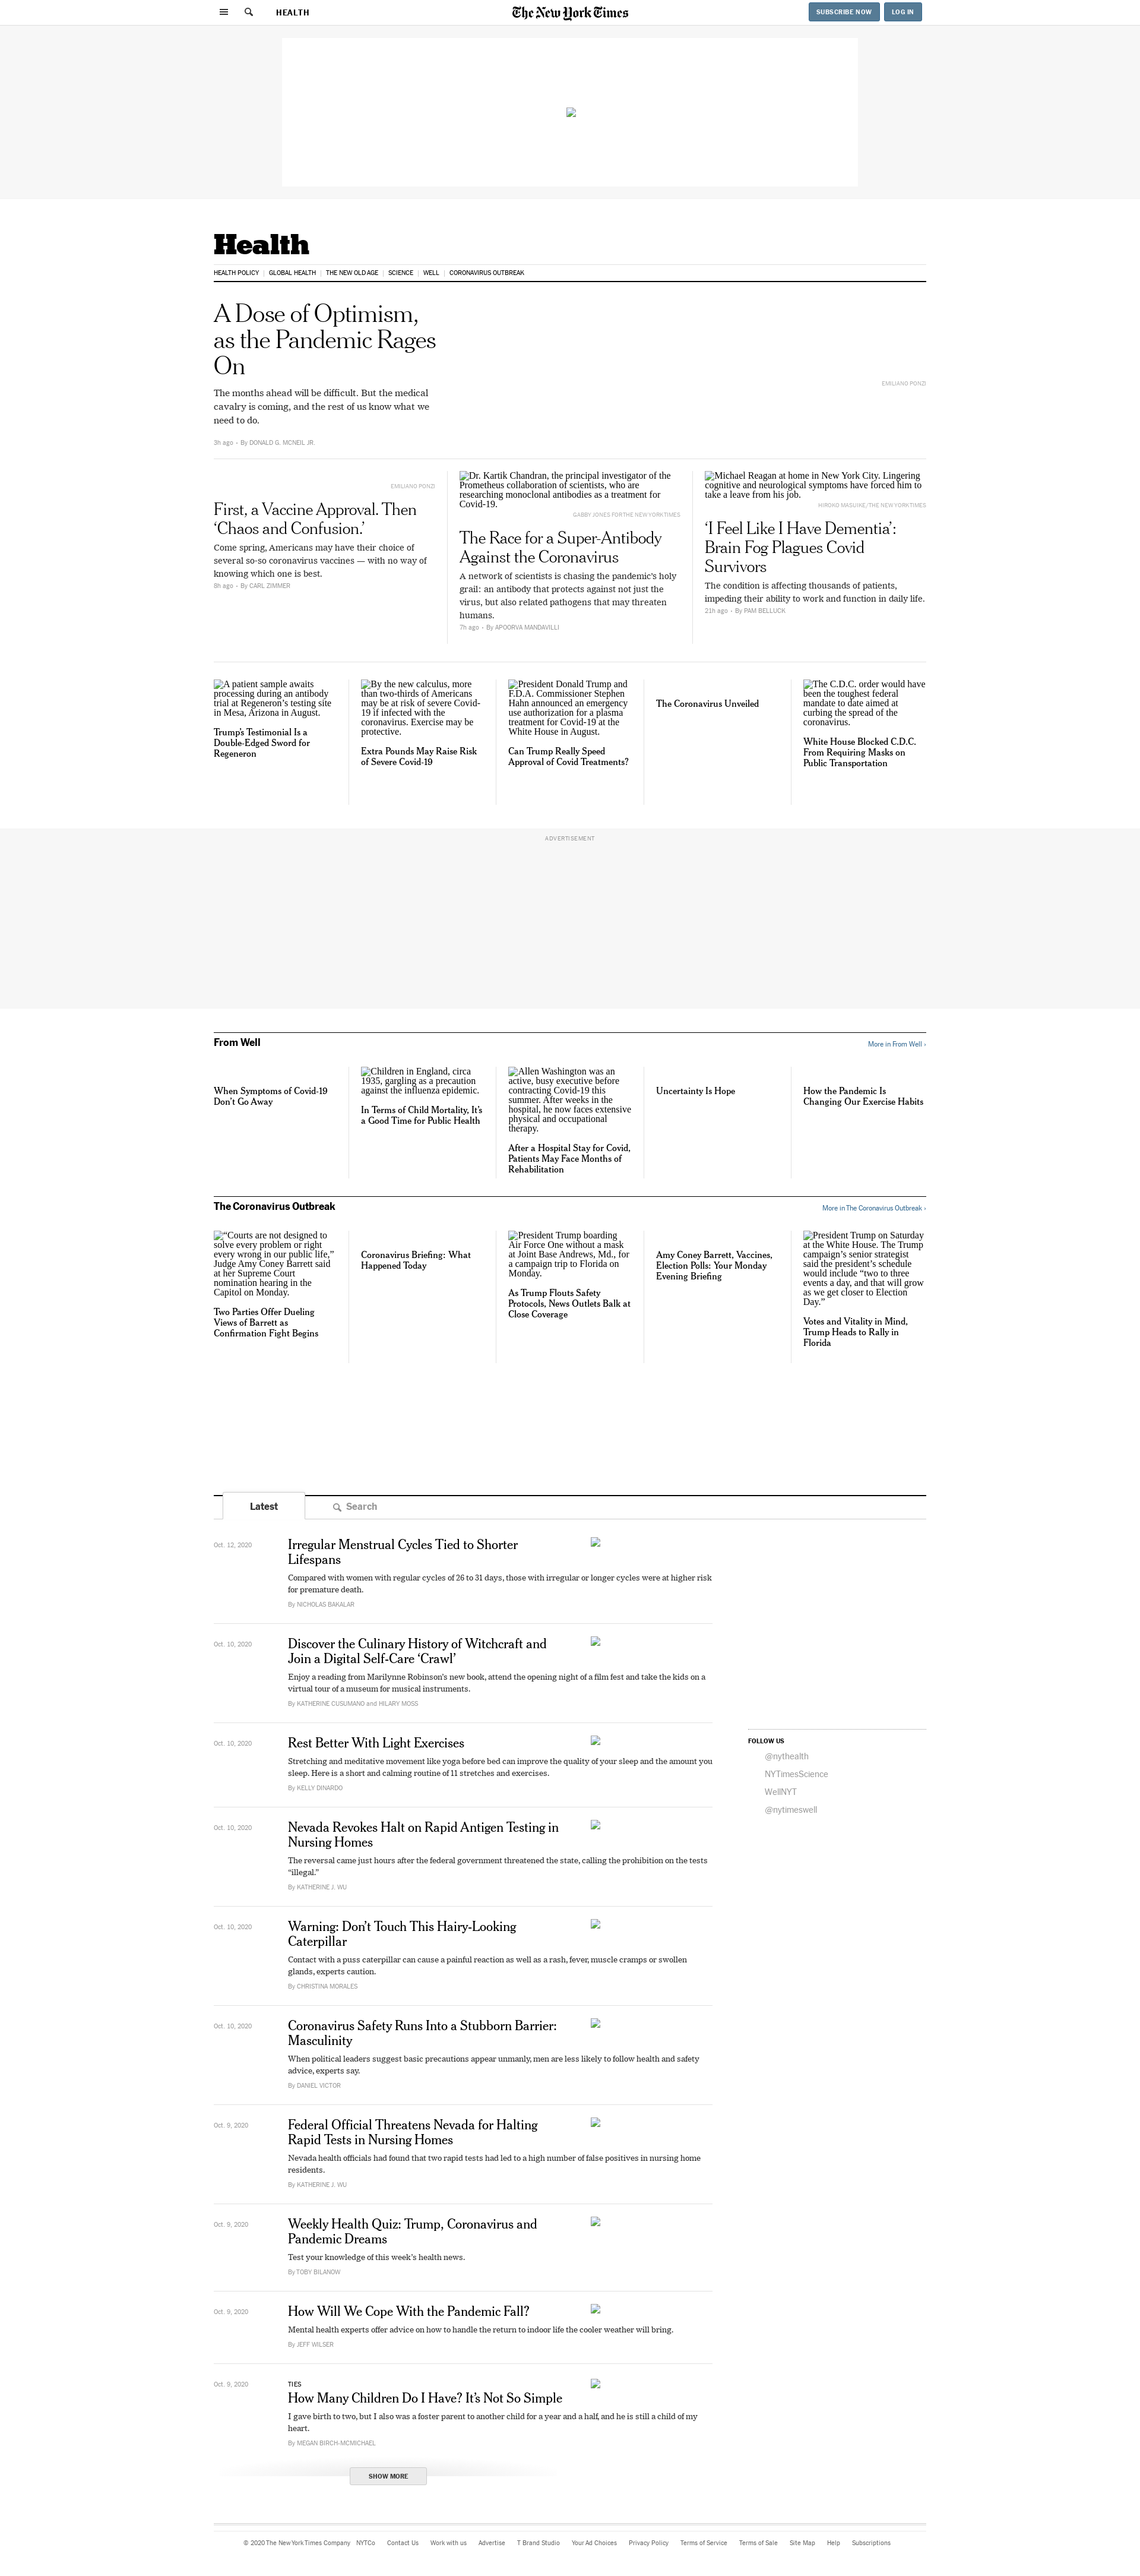 HEALTH
The New York Times
SUBSCRIBE NOW
LOG IN
Health
HEALTH POLICY
GLOBAL HEALTH
THE NEW OLD AGE
SCIENCE
WELL
CORONAVIRUS OUTBREAK
A Dose of Optimism,
as the Pandemic Rages
On
The months ahead will be difficult. But the medical
cavalry is coming, and the rest of us know what we
need to do.
3h ago • By DONALD G. MCNEIL JR.
EMILIANO PONZI
EMILIANO PONZI
First, a Vaccine Approval. Then
‘Chaos and Confusion.’
Come spring, Americans may have their choice of
several so-so coronavirus vaccines — with no way of
knowing which one is best.
8h ago • By CARL ZIMMER
Dr. Kartik Chandran, the principal investigator of the
Prometheus collaboration of scientists, who are
researching monoclonal antibodies as a treatment for
Covid-19.
GABBY JONES FOR THE NEW YORK TIMES
The Race for a Super-Antibody
Against the Coronavirus
A network of scientists is chasing the pandemic’s holy
grail: an antibody that protects against not just the
virus, but also related pathogens that may threaten
humans.
7h ago • By APOORVA MANDAVILLI
Michael Reagan at home in New York City. Lingering
cognitive and neurological symptoms have forced him to
take a leave from his job.
HIROKO MASUIKE/THE NEW YORK TIMES
‘I Feel Like I Have Dementia’:
Brain Fog Plagues Covid
Survivors
The condition is affecting thousands of patients,
impeding their ability to work and function in daily life.
21h ago • By PAM BELLUCK
A patient sample awaits
processing during an antibody
trial at Regeneron’s testing site
in Mesa, Arizona in August.
Trump’s Testimonial Is a
Double-Edged Sword for
Regeneron
By the new calculus, more
than two-thirds of Americans
may be at risk of severe Covid-
19 if infected with the
coronavirus. Exercise may be
protective.
Extra Pounds May Raise Risk
of Severe Covid-19
President Donald Trump and
F.D.A. Commissioner Stephen
Hahn announced an emergency
use authorization for a plasma
treatment for Covid-19 at the
White House in August.
Can Trump Really Speed
Approval of Covid Treatments?
The Coronavirus Unveiled
The C.D.C. order would have
been the toughest federal
mandate to date aimed at
curbing the spread of the
coronavirus.
White House Blocked C.D.C.
From Requiring Masks on
Public Transportation
ADVERTISEMENT
From Well
More in From Well ›
When Symptoms of Covid-19
Don’t Go Away
Children in England, circa
1935, gargling as a precaution
against the influenza epidemic.
In Terms of Child Mortality, It’s
a Good Time for Public Health
Allen Washington was an
active, busy executive before
contracting Covid-19 this
summer. After weeks in the
hospital, he now faces extensive
physical and occupational
therapy.
After a Hospital Stay for Covid,
Patients May Face Months of
Rehabilitation
Uncertainty Is Hope
How the Pandemic Is
Changing Our Exercise Habits
The Coronavirus Outbreak
More in The Coronavirus Outbreak ›
“Courts are not designed to
solve every problem or right
every wrong in our public life,”
Judge Amy Coney Barrett said
at her Supreme Court
nomination hearing in the
Capitol on Monday.
Two Parties Offer Dueling
Views of Barrett as
Confirmation Fight Begins
Coronavirus Briefing: What
Happened Today
President Trump boarding
Air Force One without a mask
at Joint Base Andrews, Md., for
a campaign trip to Florida on
Monday.
As Trump Flouts Safety
Protocols, News Outlets Balk at
Close Coverage
Amy Coney Barrett, Vaccines,
Election Polls: Your Monday
Evening Briefing
President Trump on Saturday
at the White House. The Trump
campaign’s senior strategist
said the president’s schedule
would include “two to three
events a day, and that will grow
as we get closer to Election
Day.”
Votes and Vitality in Mind,
Trump Heads to Rally in
Florida
Latest
Search
Oct. 12, 2020
Irregular Menstrual Cycles Tied to Shorter
Lifespans
Compared with women with regular cycles of 26 to 31 days, those with irregular or longer cycles were at higher risk
for premature death.
By NICHOLAS BAKALAR
Oct. 10, 2020
Discover the Culinary History of Witchcraft and
Join a Digital Self-Care ‘Crawl’
Enjoy a reading from Marilynne Robinson’s new book, attend the opening night of a film fest and take the kids on a
virtual tour of a museum for musical instruments.
By KATHERINE CUSUMANO and HILARY MOSS
Oct. 10, 2020
Rest Better With Light Exercises
Stretching and meditative movement like yoga before bed can improve the quality of your sleep and the amount you
sleep. Here is a short and calming routine of 11 stretches and exercises.
By KELLY DINARDO
Oct. 10, 2020
Nevada Revokes Halt on Rapid Antigen Testing in
Nursing Homes
The reversal came just hours after the federal government threatened the state, calling the prohibition on the tests
“illegal.”
By KATHERINE J. WU
Oct. 10, 2020
Warning: Don’t Touch This Hairy-Looking
Caterpillar
Contact with a puss caterpillar can cause a painful reaction as well as a rash, fever, muscle cramps or swollen
glands, experts caution.
By CHRISTINA MORALES
Oct. 10, 2020
Coronavirus Safety Runs Into a Stubborn Barrier:
Masculinity
When political leaders suggest basic precautions appear unmanly, men are less likely to follow health and safety
advice, experts say.
By DANIEL VICTOR
Oct. 9, 2020
Federal Official Threatens Nevada for Halting
Rapid Tests in Nursing Homes
Nevada health officials had found that two rapid tests had led to a high number of false positives in nursing home
residents.
By KATHERINE J. WU
Oct. 9, 2020
Weekly Health Quiz: Trump, Coronavirus and
Pandemic Dreams
Test your knowledge of this week’s health news.
By TOBY BILANOW
Oct. 9, 2020
How Will We Cope With the Pandemic Fall?
Mental health experts offer advice on how to handle the return to indoor life the cooler weather will bring.
By JEFF WILSER
Oct. 9, 2020
TIES
How Many Children Do I Have? It’s Not So Simple
I gave birth to two, but I also was a foster parent to another child for a year and a half, and he is still a child of my
heart.
By MEGAN BIRCH-MCMICHAEL
SHOW MORE
FOLLOW US
@nythealth
NYTimesScience
WellNYT
@nytimeswell
© 2020 The New York Times Company
NYTCo
Contact Us
Work with us
Advertise
T Brand Studio
Your Ad Choices
Privacy Policy
Terms of Service
Terms of Sale
Site Map
Help
Subscriptions